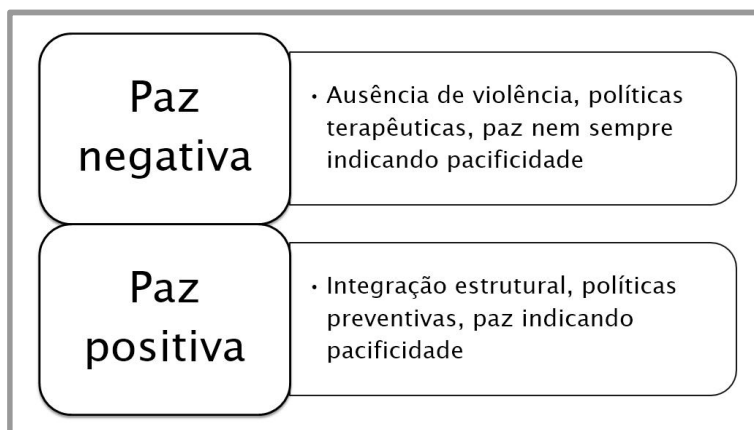 Paz
negativa
• Ausência de violência, políticas
terapêuticas, paz nem sempre
indicando pacificidade
Paz
positiva
• Integração estrutural, políticas
preventivas, paz indicando
pacificidade